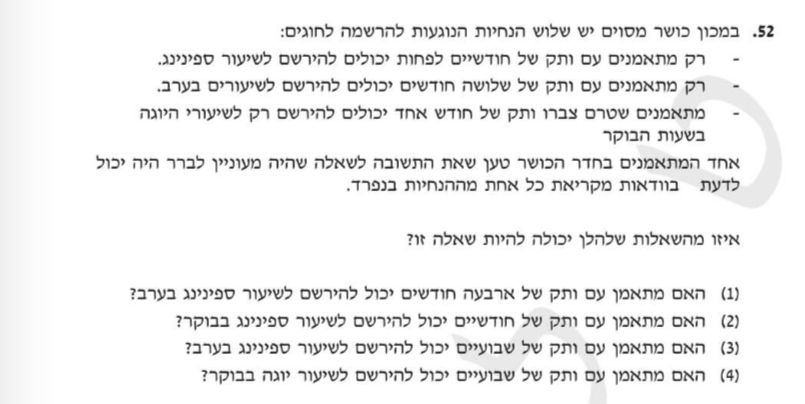 52. במכון כושר מסוים יש שלוש הנחיות הנוגעות להרשמה לחוגים:
- רק מתאמנים עם ותק של חודשיים לפחות יכולים להירשם לשיעור ספינינג.
- רק מתאמנים עם ותק של שלושה חודשים יכולים להירשם לשיעורים בערב.
- מתאמנים שטרם צברו ותק של חודש אחד יכולים להירשם רק לשיעורי היוגה
בשעות הבוקר
אחד המתאמנים בחדר הכושר טען שאת התשובה לשאלה שהיה מעוניין לברר היה יכול
לדעת בוודאות מקריאת כל אחת מההנחיות בנפרד.
איזו מהשאלות שלהלן יכולה להיות שאלה זו?
(1) האם מתאמן עם ותק של ארבעה חודשים יכול להירשם לשיעור ספינינג בערב?
(2) האם מתאמן עם ותק של חודשיים יכול להירשם לשיעור ספינינג בבוקר?
(3) האם מתאמן עם ותק של שבועיים יכול להירשם לשיעור ספינינג בערב?
(4) האם מתאמן עם ותק של שבועיים יכול להירשם לשיעור יוגה בבוקר?